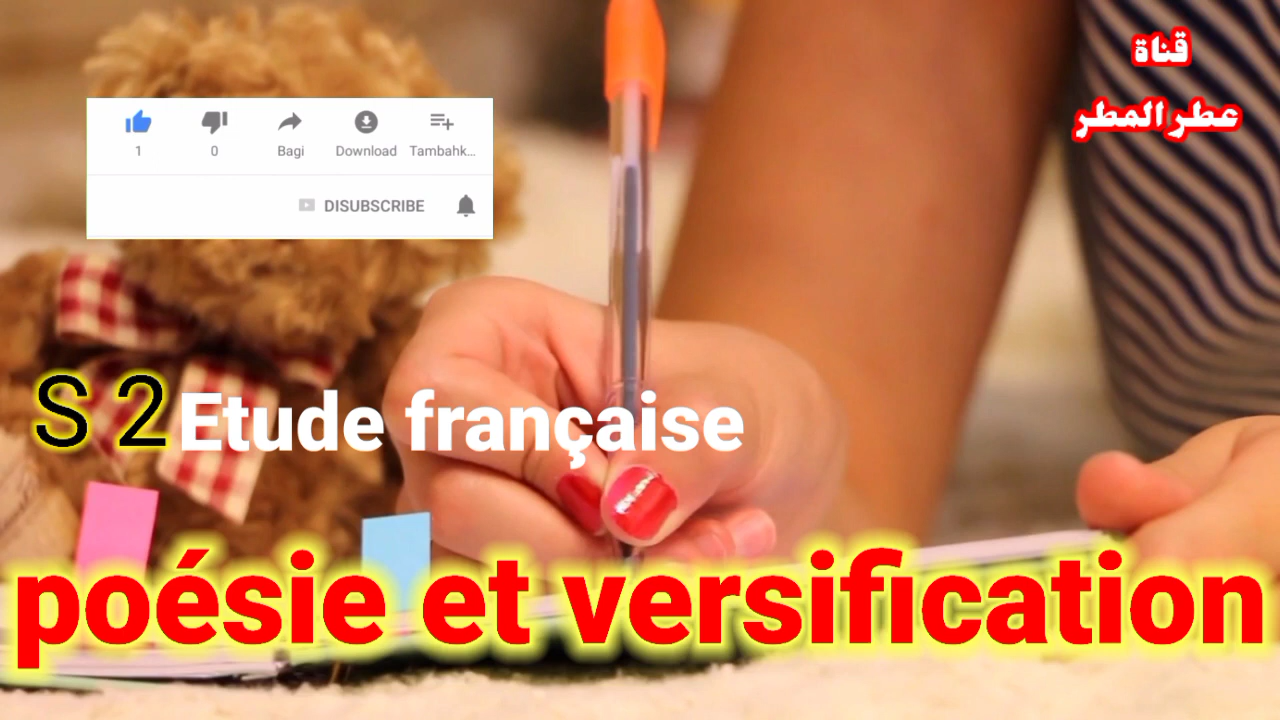 قناة
عطر المطر
1
0
Bagi
Download
Tambahk...
DISUBSCRIBE
S 2 Etude française
poésie et versification